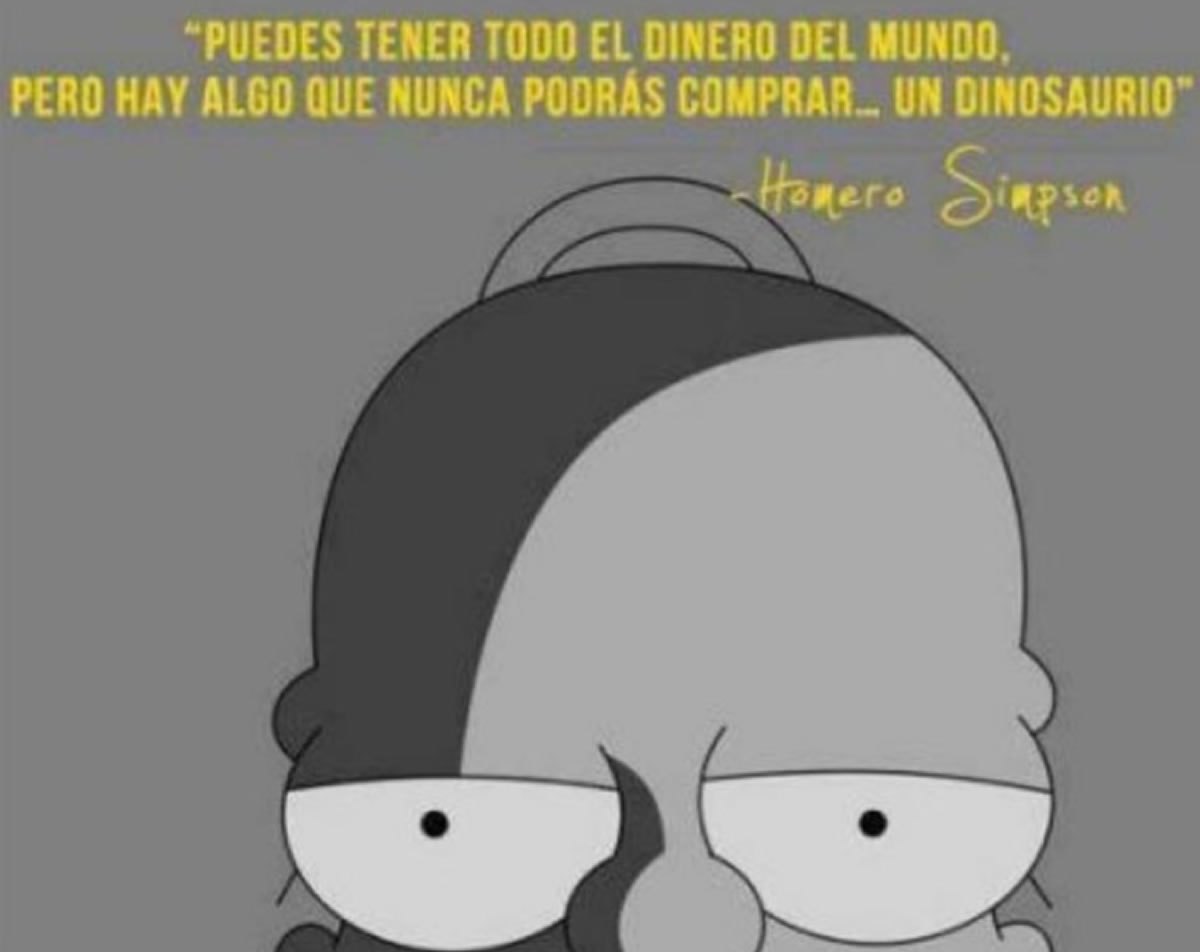 “PUEDES TENER TODO EL DINERO DEL MUNDO,
PERO HAY ALGO QUE NUNCA PODRÁS COMPRAR... UN DINOSAURIO”
-Homero Simpson